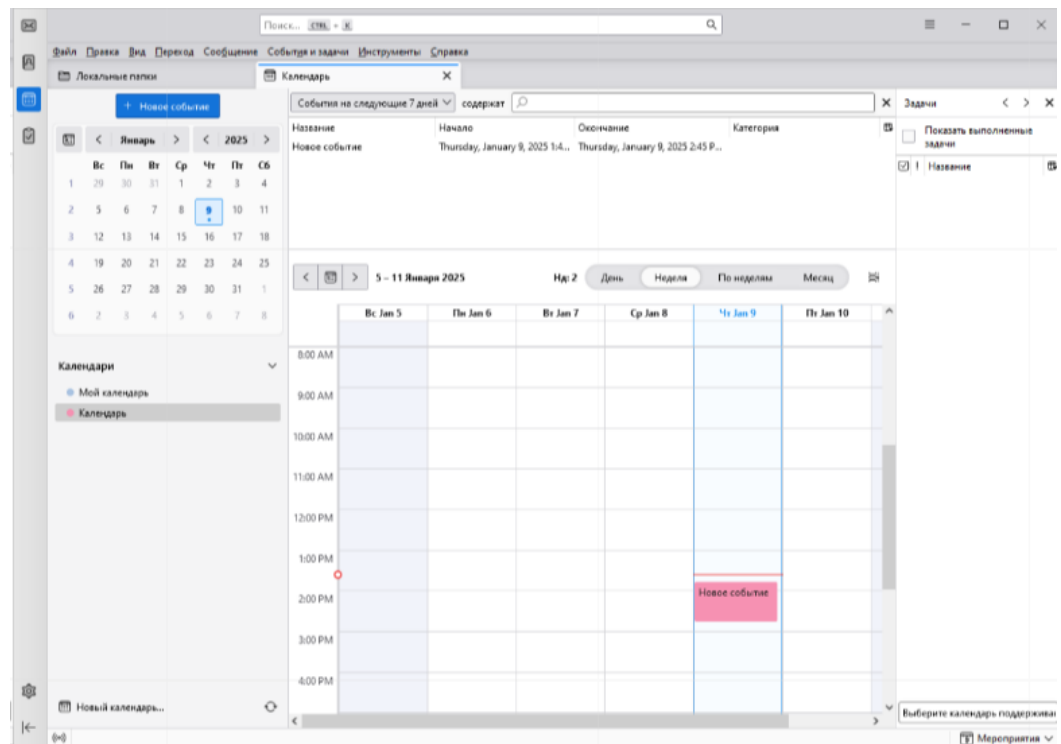 Поиск... CTRL + K
Файл Правка Вид Переход Сообщение События и задачи Инструменты Справка
Локальные папки
Календарь
+ Новое событие
Январь 2025
Вс Пн Вт Ср Чт Пт Сб
1 29 30 31 1 2 3 4
2 5 6 7 8 9 10 11
3 12 13 14 15 16 17 18
4 19 20 21 22 23 24 25
5 26 27 28 29 30 31 1
6 2 3 4 5 6 7 8
Календари
Мой календарь
Календарь
Новый календарь...
События на следующие 7 дней содержат
Название Начало Окончание Категория
Новое событие Thursday, January 9, 2025 1:4... Thursday, January 9, 2025 2:45 P...
5 – 11 Января 2025 Нд: 2 День Неделя По неделям Месяц
Вс Jan 5 Пн Jan 6 Вт Jan 7 Ср Jan 8 Чт Jan 9 Пт Jan 10
8:00 AM
9:00 AM
10:00 AM
11:00 AM
12:00 PM
1:00 PM
Новое событие
2:00 PM
3:00 PM
4:00 PM
Задачи
Показать выполненные
задачи
! Название
Выберите календарь поддержива
Мероприятия